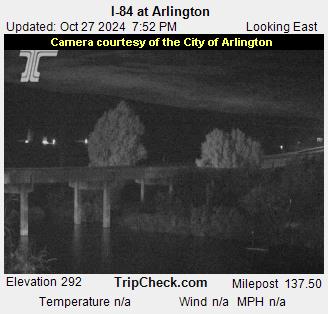 I-84 at Arlington
Updated: Oct 27 2024 7:52 PM Looking East
Camera courtesy of the City of Arlington
Elevation 292 TripCheck.com Milepost 137.50
Temperature n/a Wind n/a MPH n/a